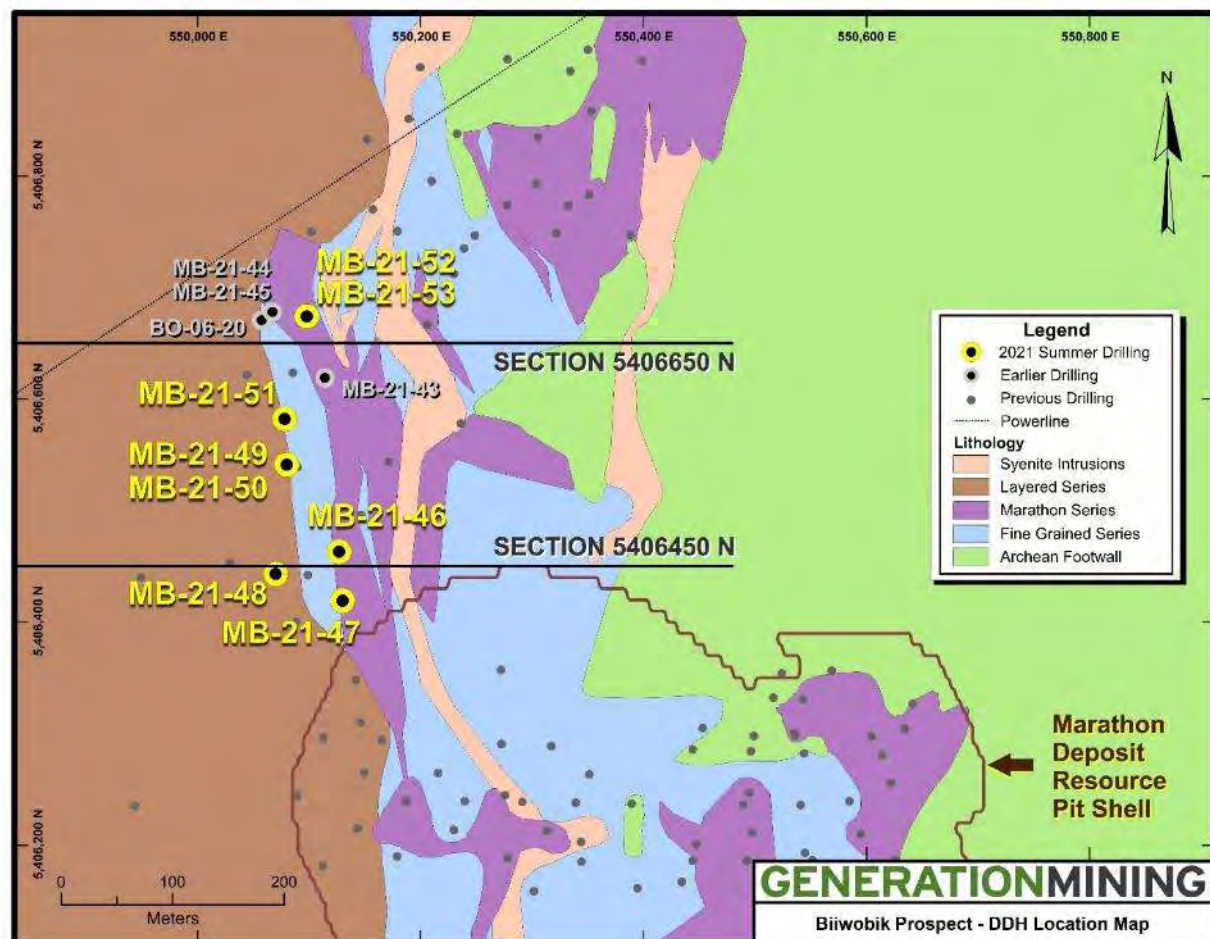 550,000 E
550,200 E
550,400 E
550,600 E
550,800 E
N
5,406,800 N
MB-21-44
MB-21-45
BO-06-20
MB-21-52
MB-21-53
SECTION 5406650 N
MB-21-43
5,406,600 N
MB-21-51
MB-21-49
MB-21-50
MB-21-46
SECTION 5406450 N
MB-21-48
MB-21-47
5,406,400 N
5,406,200 N
Legend
2021 Summer Drilling
Earlier Drilling
Previous Drilling
Powerline
Lithology
Syenite Intrusions
Layered Series
Marathon Series
Fine Grained Series
Archean Footwall
Marathon
Deposit
Resource
Pit Shell
0 100 200
Meters
GENERATIONMINING
Biiwobik Prospect - DDH Location Map